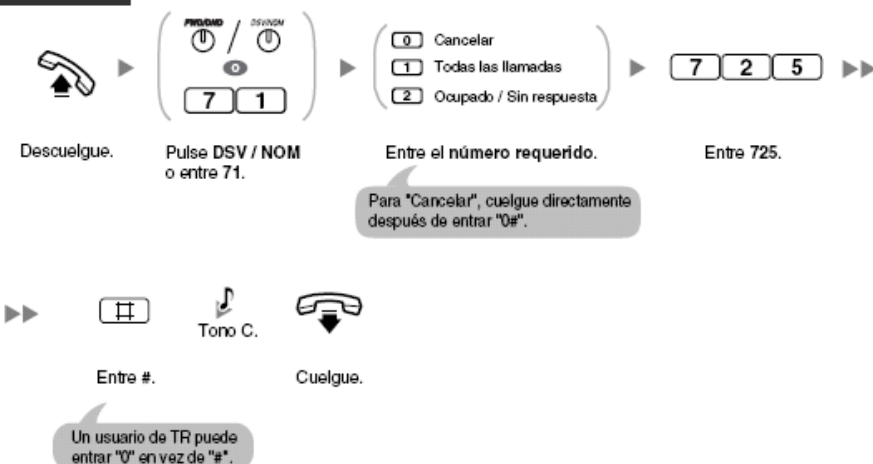 FWD/DND
DSV/NOM
/
7 1
0 Cancelar
1 Todas las llamadas
2 Ocupado / Sin respuesta
7 2 5
Descuelgue.
Pulse DSV / NOM
o entre 71.
Entre el número requerido.
Entre 725.
Para "Cancelar", cuelgue directamente
después de entrar "0#".
#
Tono C.
Entre #.
Cuelgue.
Un usuario de TR puede
entrar "0" en vez de "#".